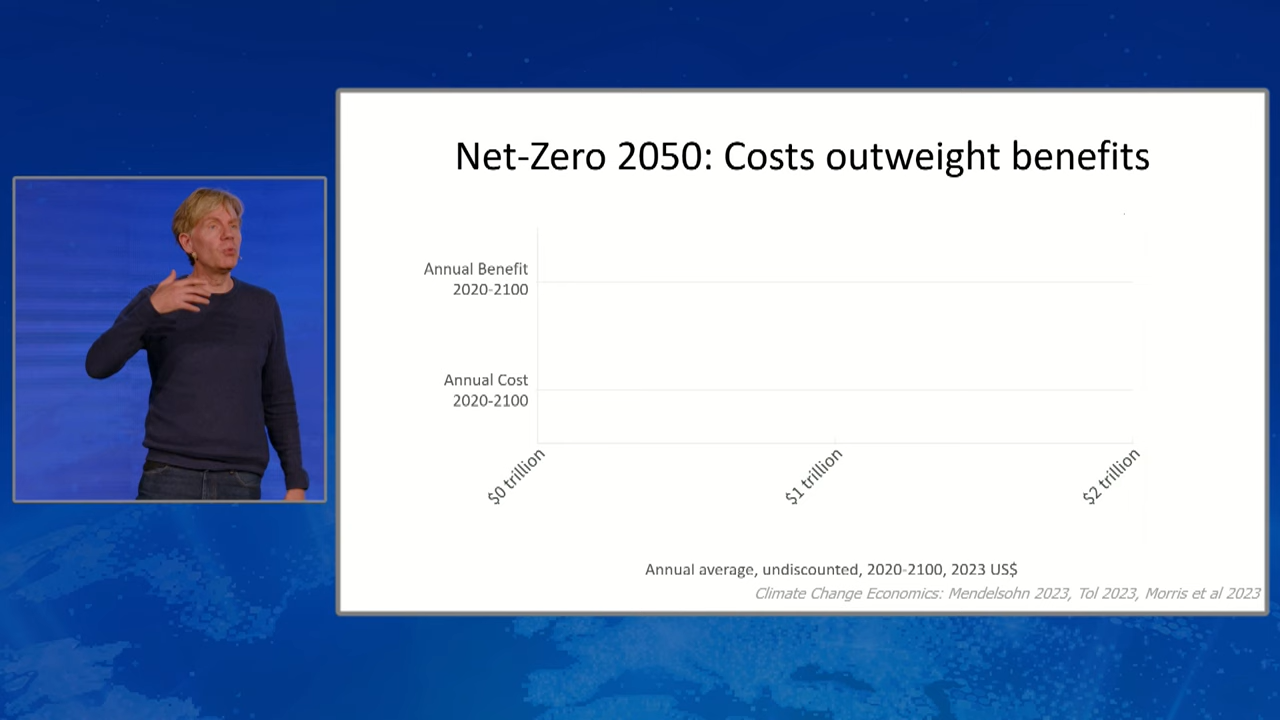 Net-Zero 2050: Costs outweight benefits
Annual Benefit
2020-2100
Annual Cost
2020-2100
$0 trillion
$1 trillion
$2 trillion
Annual average, undiscounted, 2020-2100, 2023 US$
Climate Change Economics: Mendelsohn 2023, Tol 2023, Morris et al 2023